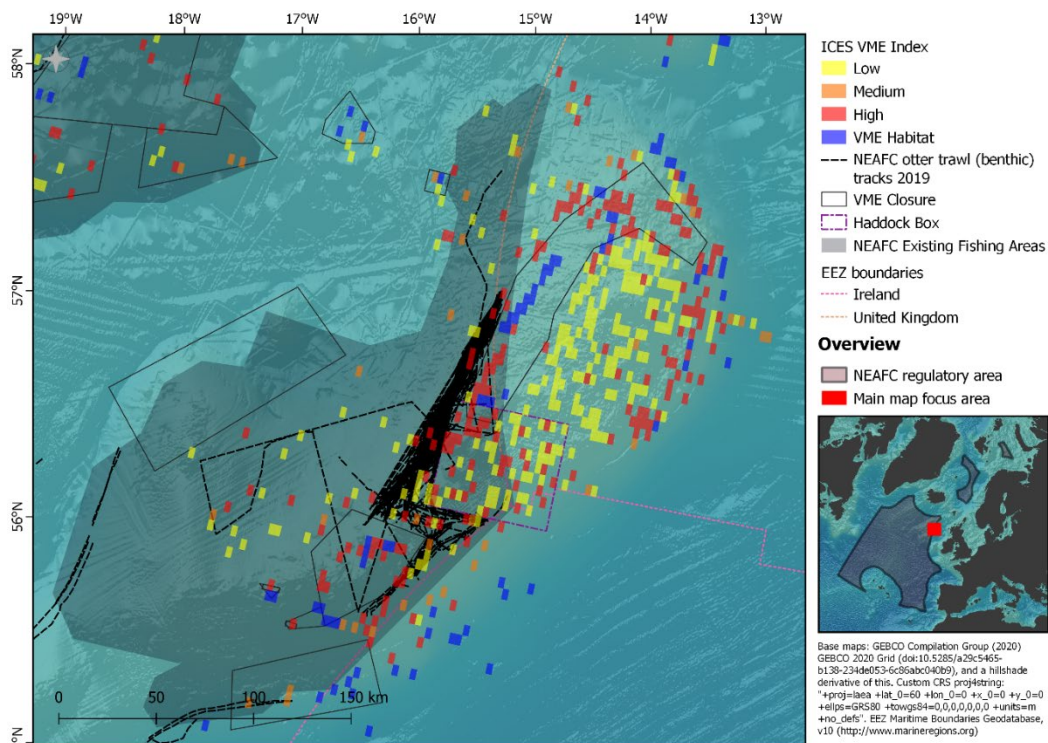 19°W 18°W 17°W 16°W 15°W 14°W 13°W
58°N
57°N
56°N
°N
0 50 100 150 km
ICES VME Index
Low
Medium
High
VME Habitat
NEAFC otter trawl (benthic)
tracks 2019
VME Closure
Haddock Box
NEAFC Existing Fishing Areas
EEZ boundaries
Ireland
United Kingdom
Overview
NEAFC regulatory area
Main map focus area
Base maps: GEBCO Compilation Group (2020)
GEBCO 2020 Grid (doi:10.5285/a29c5465-
b138-234de053-6c86abc040b9), and a hillshade
derivative of this. Custom CRS proj4string:
"+proj=laea +lat_0=60 +lon_0=0 +x_0=0 +y_0=0
+ellps=GRS80 +towgs84=0,0,0,0,0,0,0 +units=m
+no_defs". EEZ Maritime Boundaries Geodatabase,
v10 (http://www.marineregions.org)